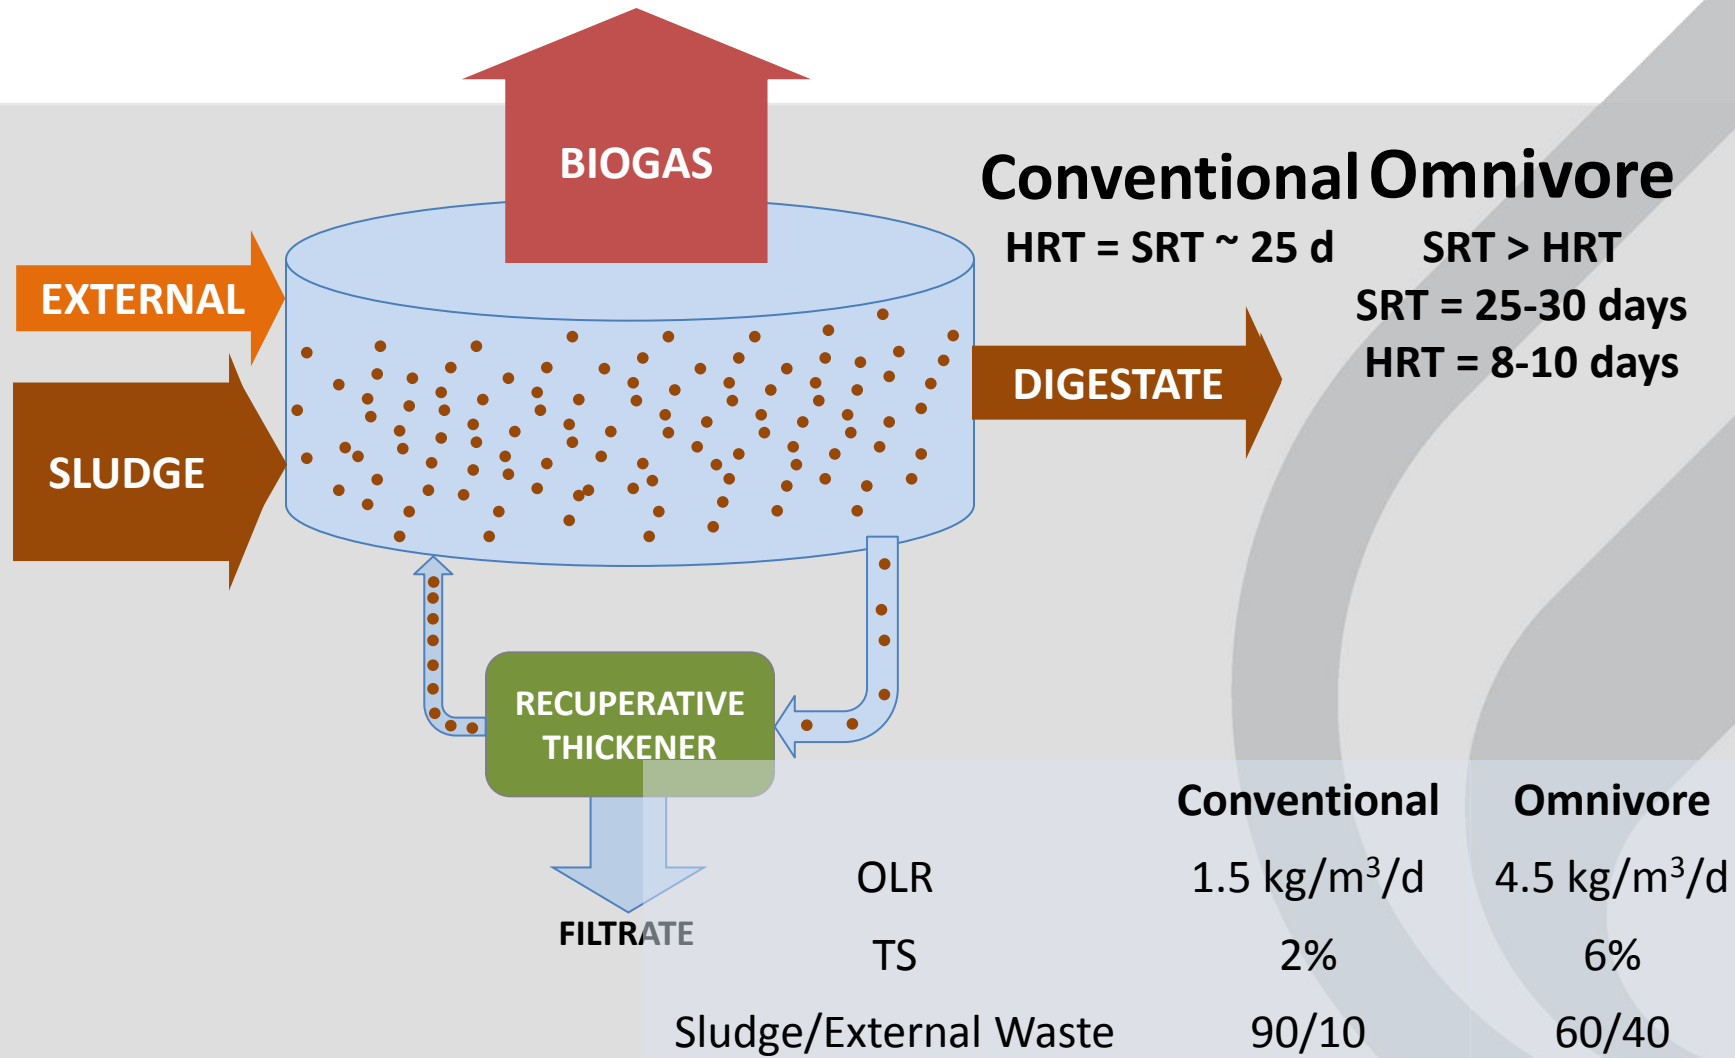 BIOGAS
Conventional Omnivore
HRT = SRT ~ 25 d
SRT > HRT
SRT = 25-30 days
HRT = 8-10 days
EXTERNAL
SLUDGE
DIGESTATE
RECUPERATIVE
THICKENER
FILTRATE
Conventional Omnivore
OLR 1.5 kg/m³/d 4.5 kg/m³/d
TS 2% 6%
Sludge/External Waste 90/10 60/40